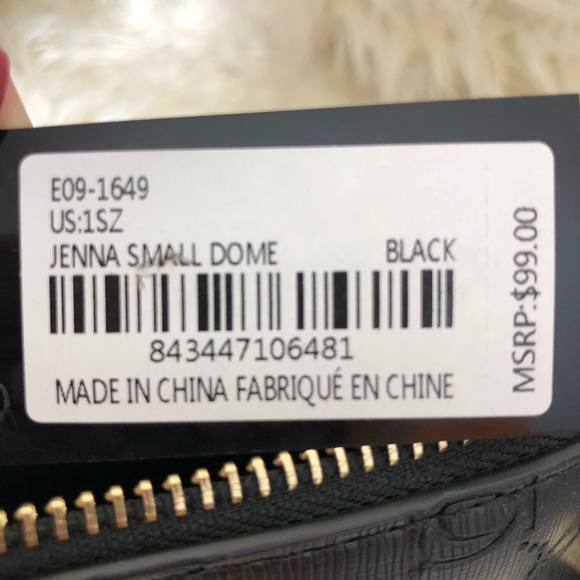 E09-1649
US:1SZ
JENNA SMALL DOME BLACK
843447106481
MADE IN CHINA FABRIQUÉ EN CHINE
MSRP:$99.00